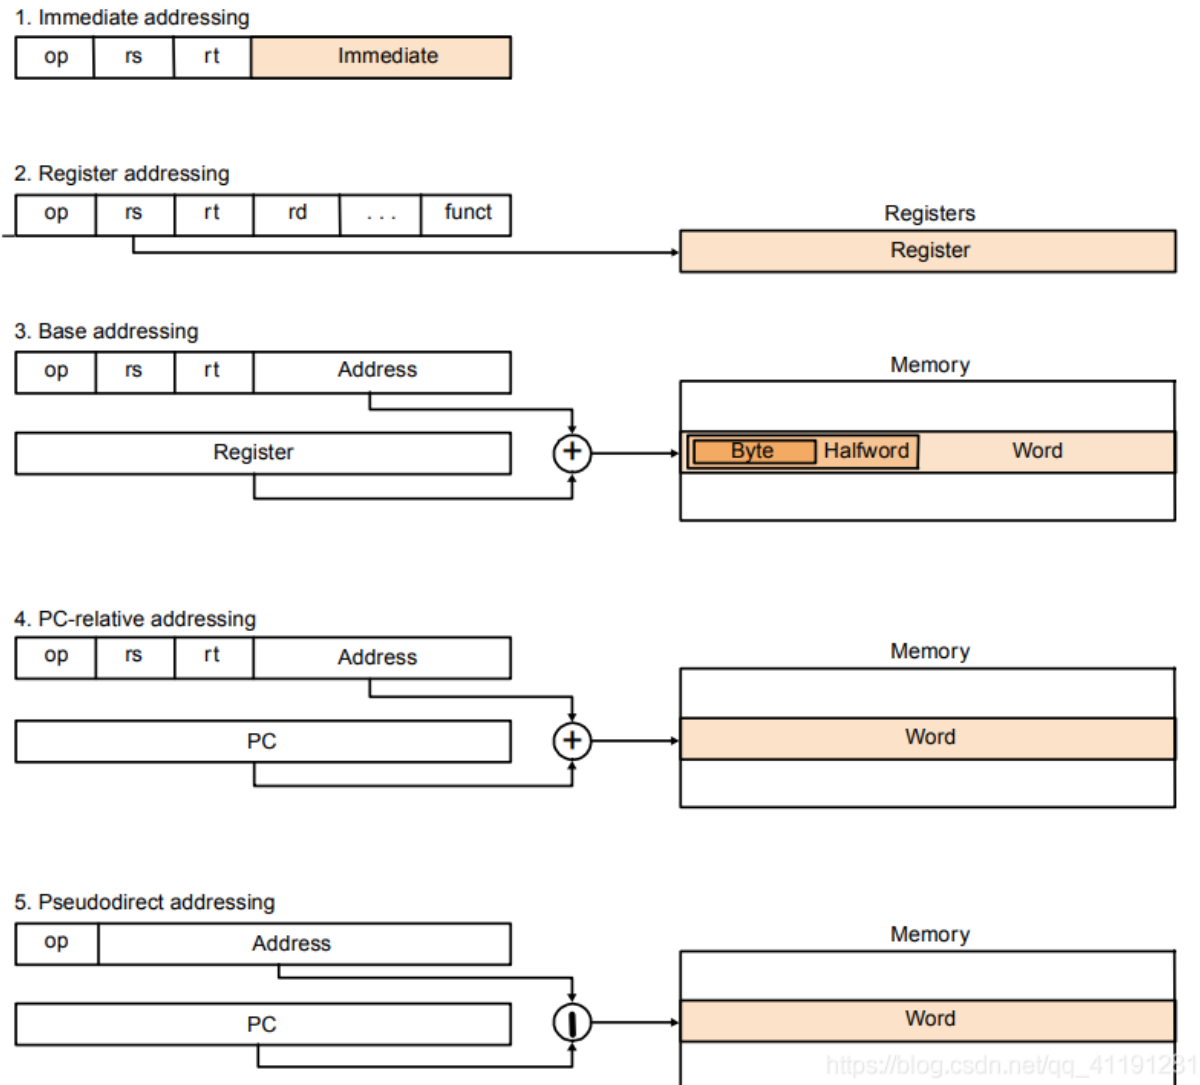 1. Immediate addressing
op rs rt Immediate
2. Register addressing
op rs rt rd . . . funct
Registers
Register
3. Base addressing
op rs rt Address
Memory
Register
+
Byte Halfword Word
4. PC-relative addressing
op rs rt Address
Memory
PC
+
Word
5. Pseudodirect addressing
op Address
Memory
PC
|
Word
https://blog.csdn.net/qq_41191281